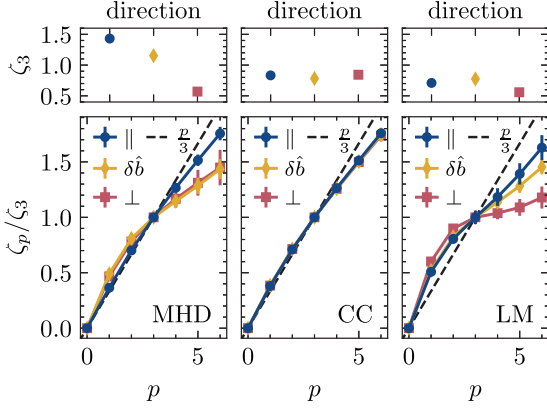 direction direction direction
ζ₃
1.5
1.0
0.5
ζₚ/ζ₃
1.5
1.0
0.5
0.0
∥ p/3
δb̂
⊥
MHD
∥ p/3
δb̂
⊥
CC
∥ p/3
δb̂
⊥
LM
0 5 0 5 0 5
p p p